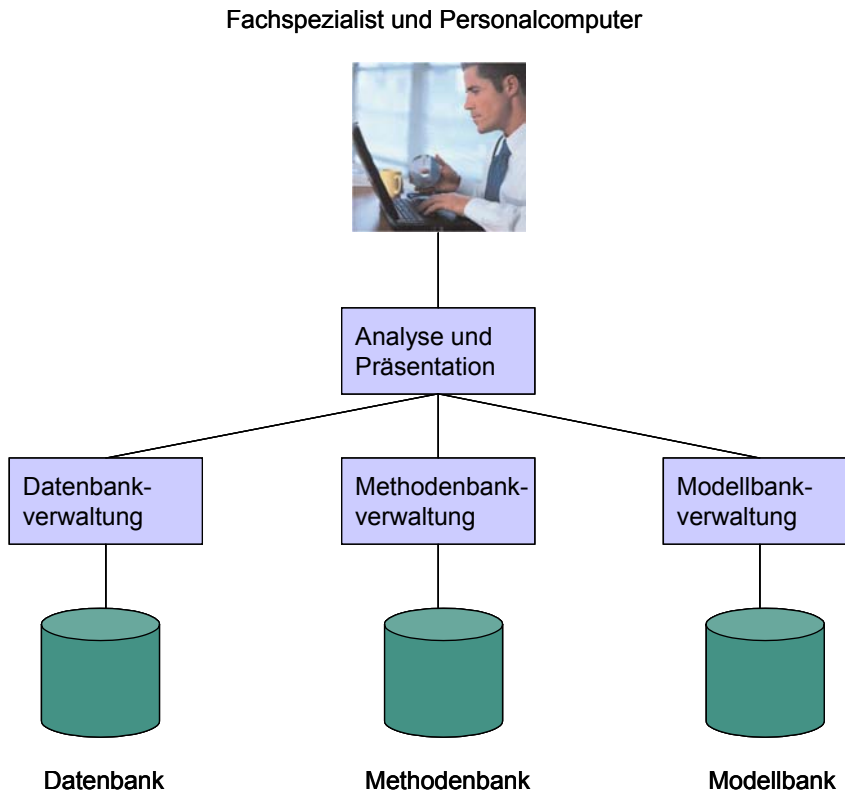 Fachspezialist und Personalcomputer
Analyse und
Präsentation
Datenbank-
verwaltung
Methodenbank-
verwaltung
Modellbank-
verwaltung
Datenbank
Methodenbank
Modellbank